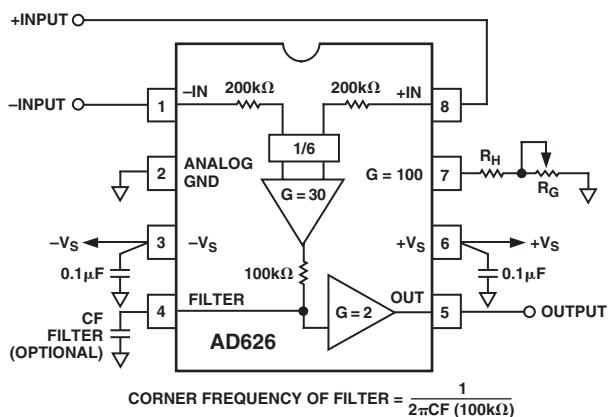 +INPUT
200kΩ 200kΩ
–INPUT 1 –IN +IN 8
1/6
2 ANALOG GND G = 100 7 R_H R_G
G = 30
–V_S 3 –V_S +V_S 6 +V_S
0.1µF 100kΩ 0.1µF
CF FILTER (OPTIONAL) 4 FILTER G = 2 OUT 5 OUTPUT
AD626
CORNER FREQUENCY OF FILTER = 1 / 2πCF (100kΩ)